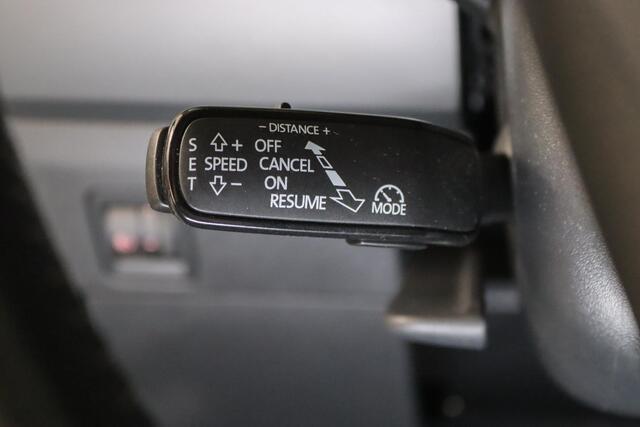 - DISTANCE +
S + OFF
E SPEED CANCEL
T - ON
RESUME
MODE